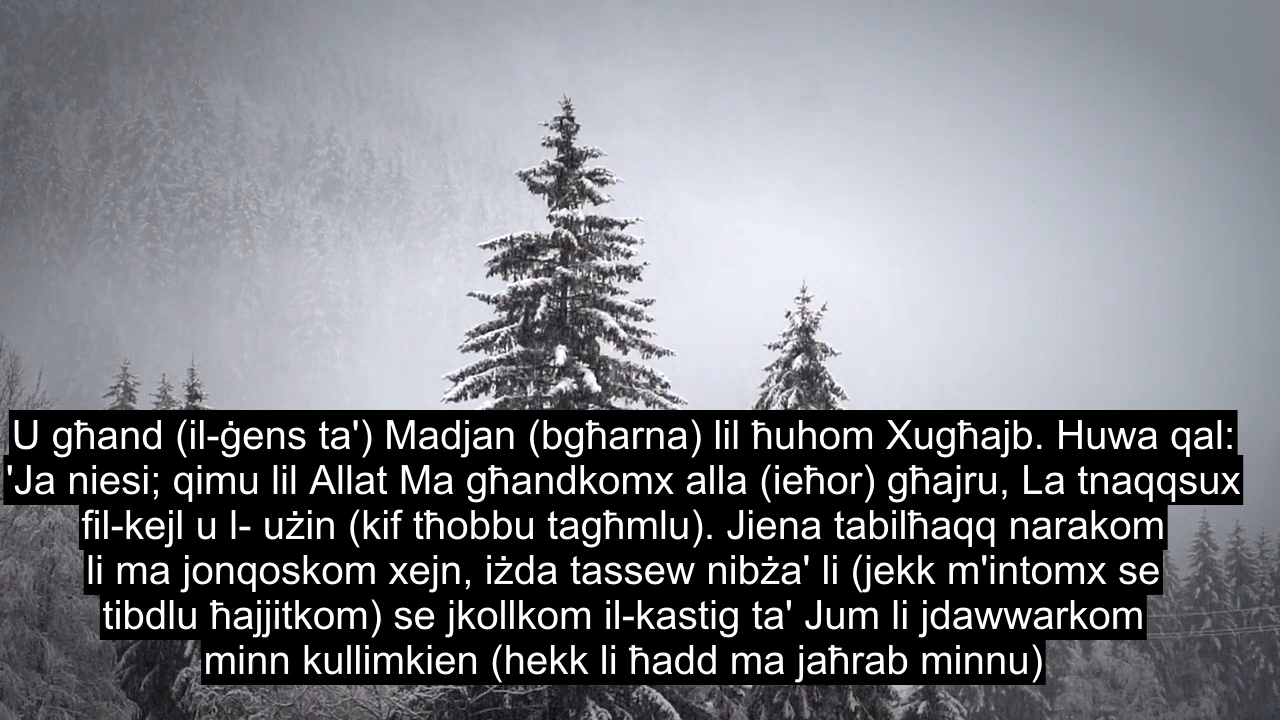 U għand (il-ġens ta') Madjan (bgħarna) lil ħuhom Xugħajb. Huwa qal:
'Ja niesi; qimu lil Allat Ma għandkomx alla (ieħor) għajru, La tnaqqsux
fil-kejl u l- użin (kif tħobbu tagħmlu). Jiena tabilħaqq narakom
li ma jonqoskom xejn, iżda tassew nibża' li (jekk m'intomx se
tibdlu ħajjitkom) se jkollkom il-kastig ta' Jum li jdawwarkom
minn kullimkien (hekk li ħadd ma jaħrab minnu)